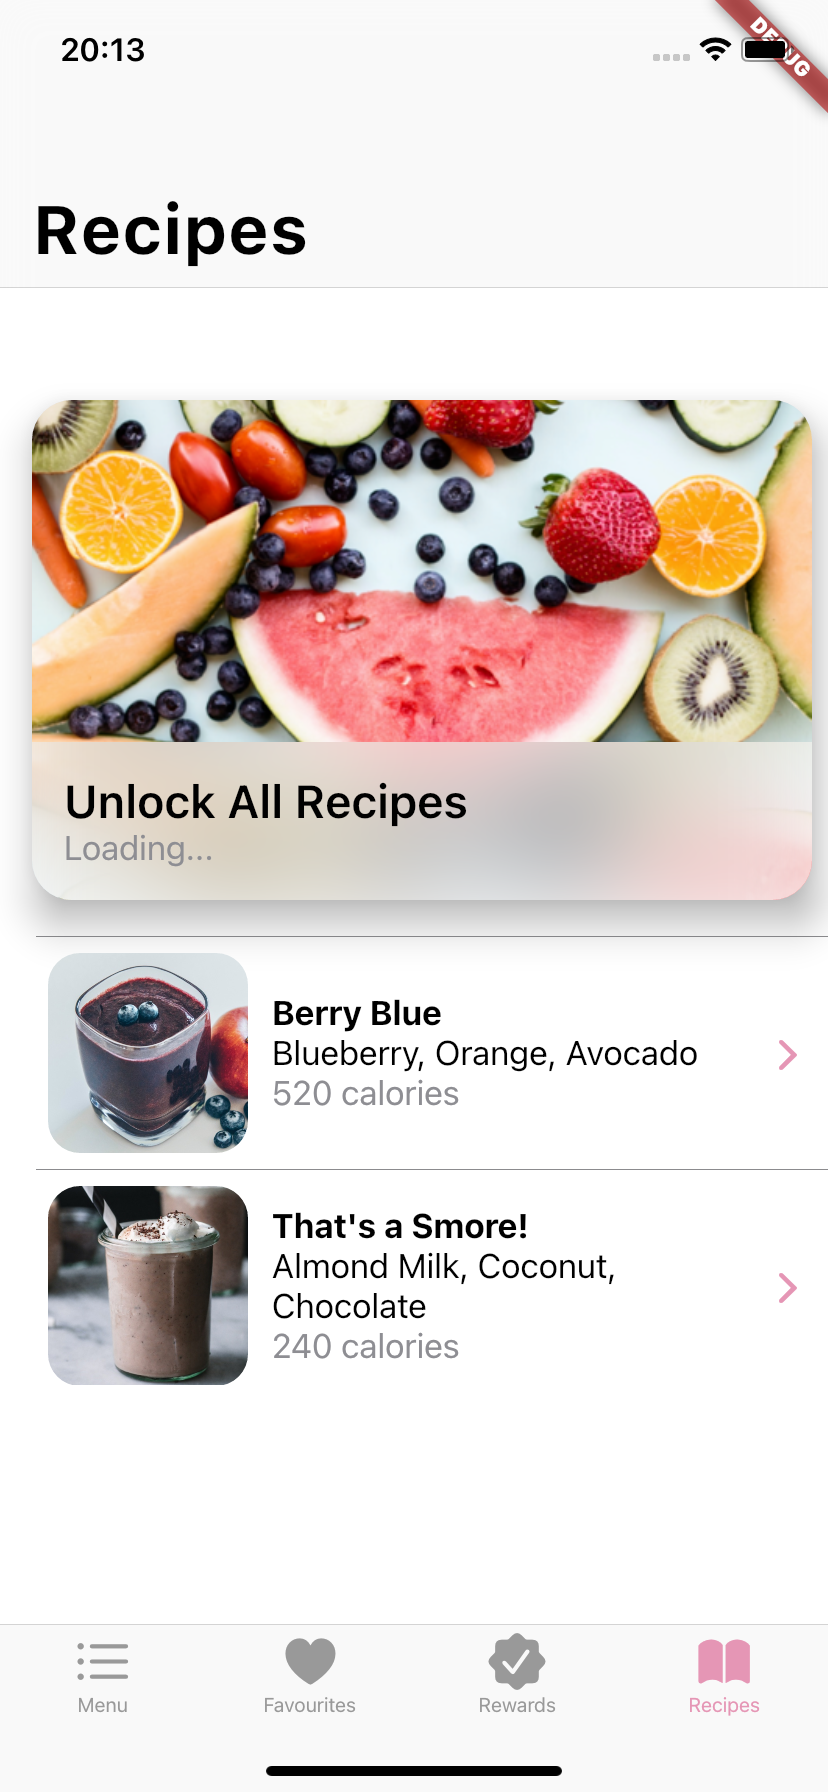 20:13
DEBUG
Recipes
Unlock All Recipes
Loading...
Berry Blue
Blueberry, Orange, Avocado
520 calories
That's a Smore!
Almond Milk, Coconut,
Chocolate
240 calories
Menu
Favourites
Rewards
Recipes